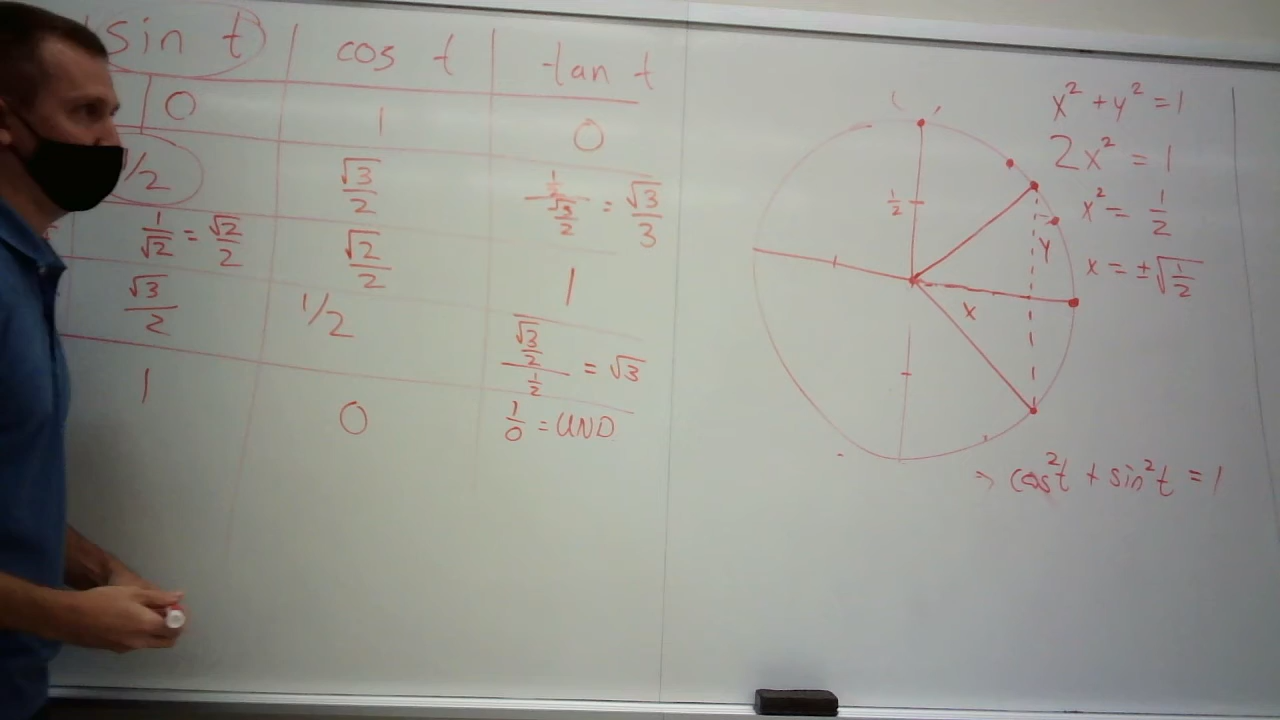 sin t | cos t | tan t
0 | 1 | 0
1/2 | √3/2 | (1/2)/(√3/2) = √3/3
1/√2 = √2/2 | √2/2 | 1
√3/2 | 1/2 | (√3/2)/(1/2) = √3
1 | 0 | 1/0 = UND
x² + y² = 1
2x² = 1
x² = 1/2
x = ±√(1/2)
1/2
y
x
⇒ cos²t + sin²t = 1